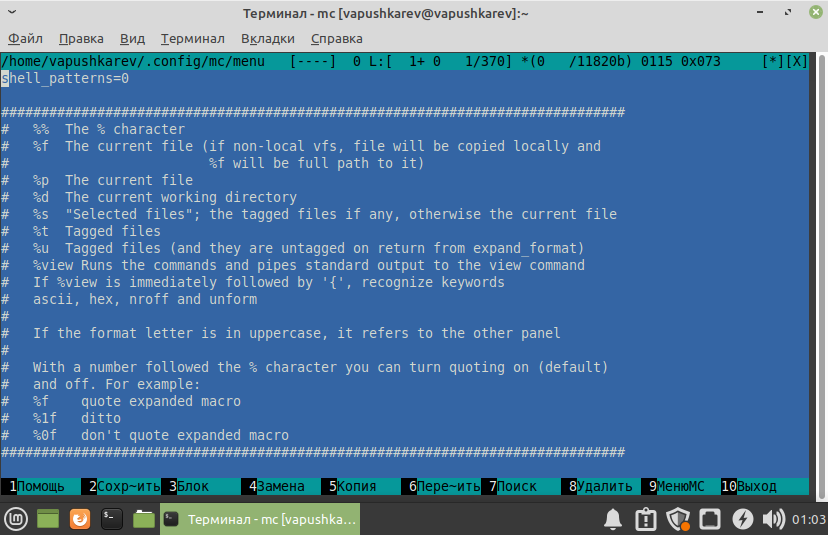 Терминал - mc [vapushkarev@vapushkarev]:~
Файл Правка Вид Терминал Вкладки Справка
/home/vapushkarev/.config/mc/menu [----] 0 L:[ 1+ 0 1/370] *(0 /11820b) 0115 0x073 [*][X]
shell_patterns=0
##############################################################################
# %% The % character
# %f The current file (if non-local vfs, file will be copied locally and
# %f will be full path to it)
# %p The current file
# %d The current working directory
# %s "Selected files"; the tagged files if any, otherwise the current file
# %t Tagged files
# %u Tagged files (and they are untagged on return from expand_format)
# %view Runs the commands and pipes standard output to the view command
# If %view is immediately followed by '{', recognize keywords
# ascii, hex, nroff and unform
#
# If the format letter is in uppercase, it refers to the other panel
#
# With a number followed the % character you can turn quoting on (default)
# and off. For example:
# %f quote expanded macro
# %1f ditto
# %0f don't quote expanded macro
##############################################################################
1Помощь 2Сохр~ить 3Блок 4Замена 5Копия 6Пере~ить 7Поиск 8Удалить 9МенюМС 10Выход
Терминал - mc [vapushka... 01:03